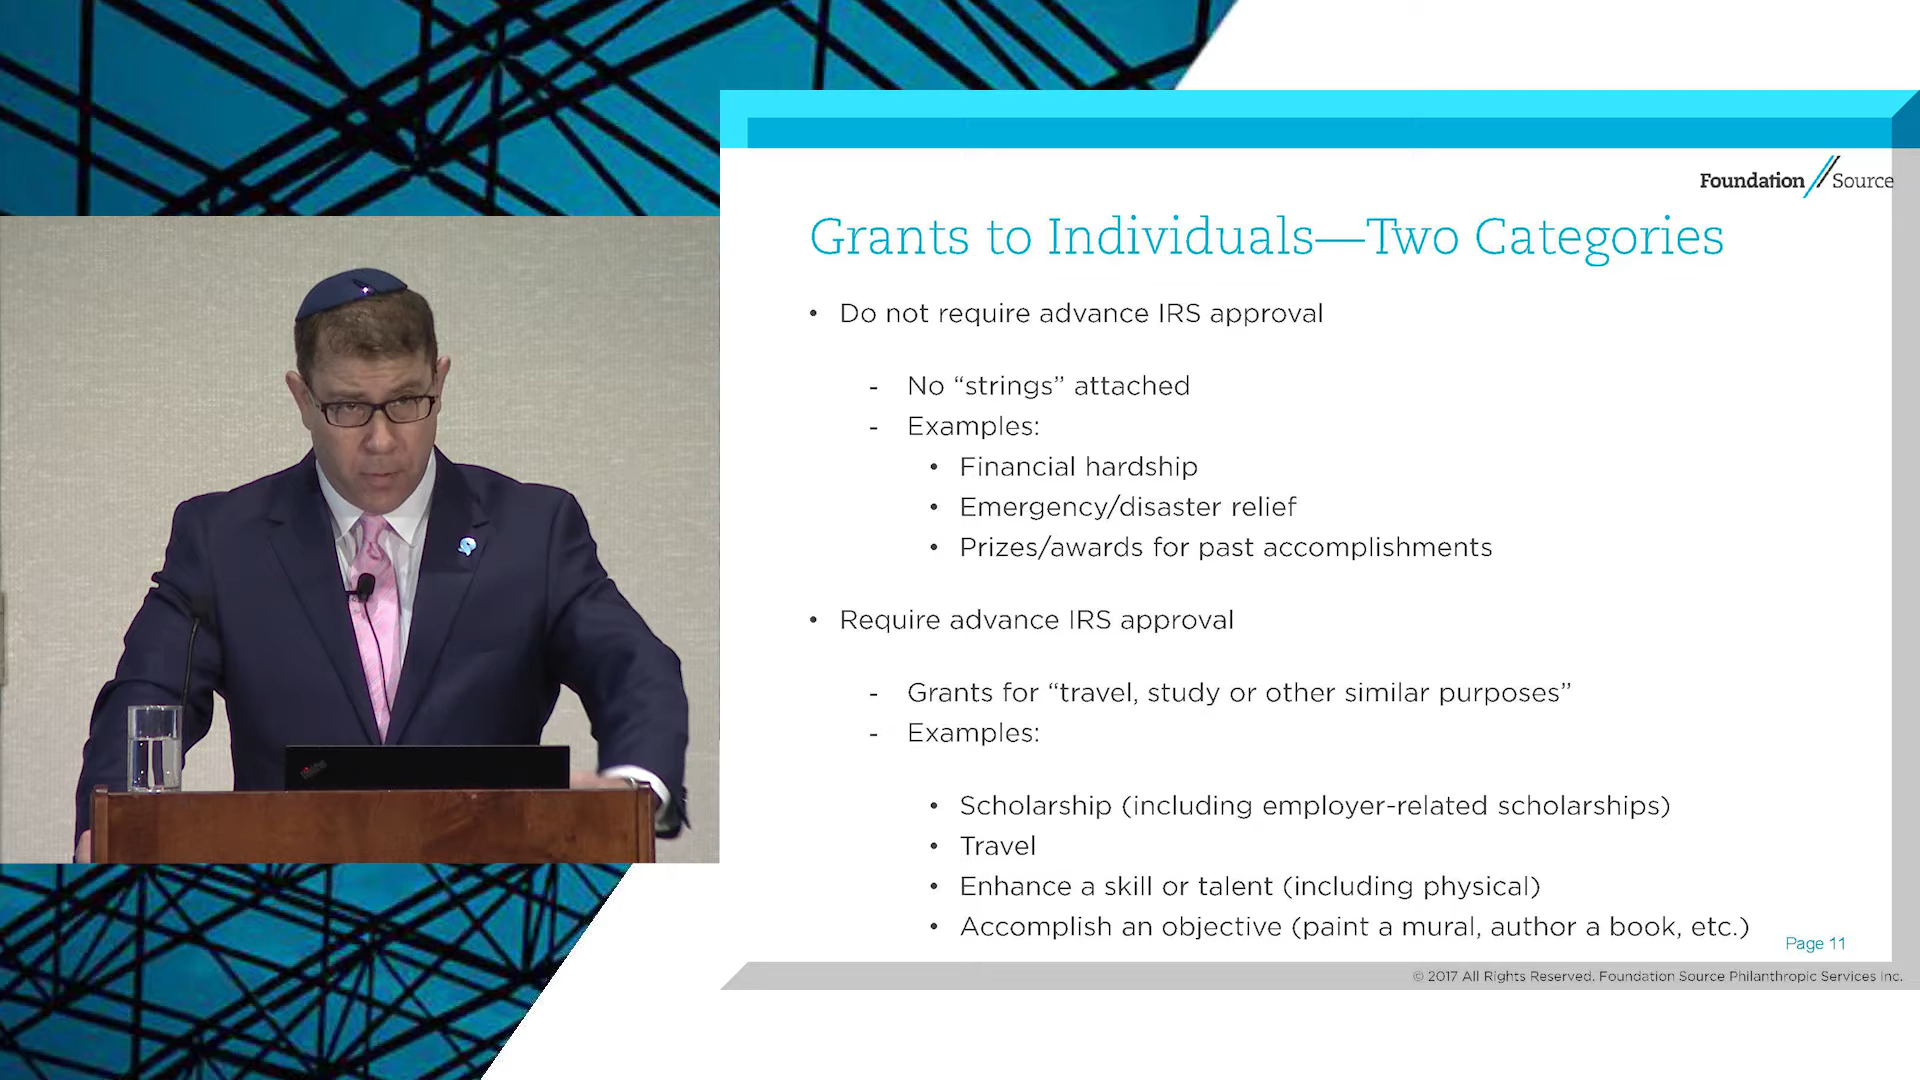 Foundation Source
Grants to Individuals—Two Categories
• Do not require advance IRS approval
- No “strings” attached
- Examples:
• Financial hardship
• Emergency/disaster relief
• Prizes/awards for past accomplishments
• Require advance IRS approval
- Grants for “travel, study or other similar purposes”
- Examples:
• Scholarship (including employer-related scholarships)
• Travel
• Enhance a skill or talent (including physical)
• Accomplish an objective (paint a mural, author a book, etc.)
Page 11
© 2017 All Rights Reserved. Foundation Source Philanthropic Services Inc.